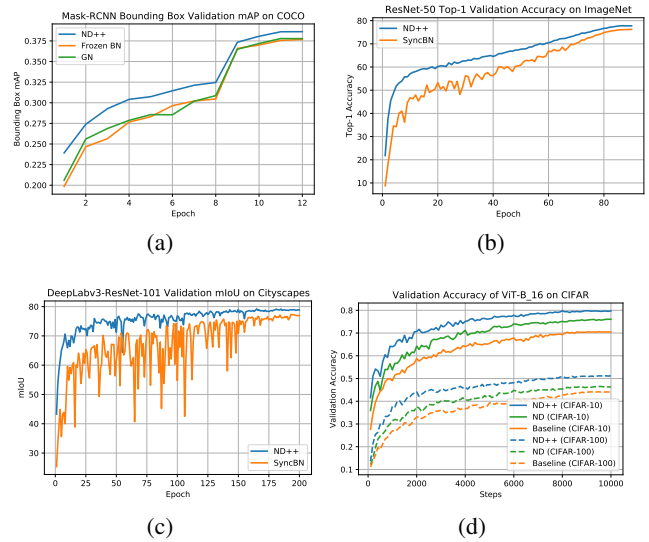 Mask-RCNN Bounding Box Validation mAP on COCO
ND++
Frozen BN
GN
Bounding Box mAP
0.375
0.350
0.325
0.300
0.275
0.250
0.225
0.200
2 4 6 8 10 12
Epoch
(a)
ResNet-50 Top-1 Validation Accuracy on ImageNet
ND++
SyncBN
Top-1 Accuracy
80
70
60
50
40
30
20
10
0 20 40 60 80
Epoch
(b)
DeepLabv3-ResNet-101 Validation mIoU on Cityscapes
mIoU
80
70
60
50
40
30
ND++
SyncBN
0 25 50 75 100 125 150 175 200
Epoch
(c)
Validation Accuracy of ViT-B_16 on CIFAR
Validation Accuracy
0.8
0.7
0.6
0.5
0.4
0.3
0.2
0.1
ND++ (CIFAR-10)
ND (CIFAR-10)
Baseline (CIFAR-10)
ND++ (CIFAR-100)
ND (CIFAR-100)
Baseline (CIFAR-100)
0 2000 4000 6000 8000 10000
Steps
(d)